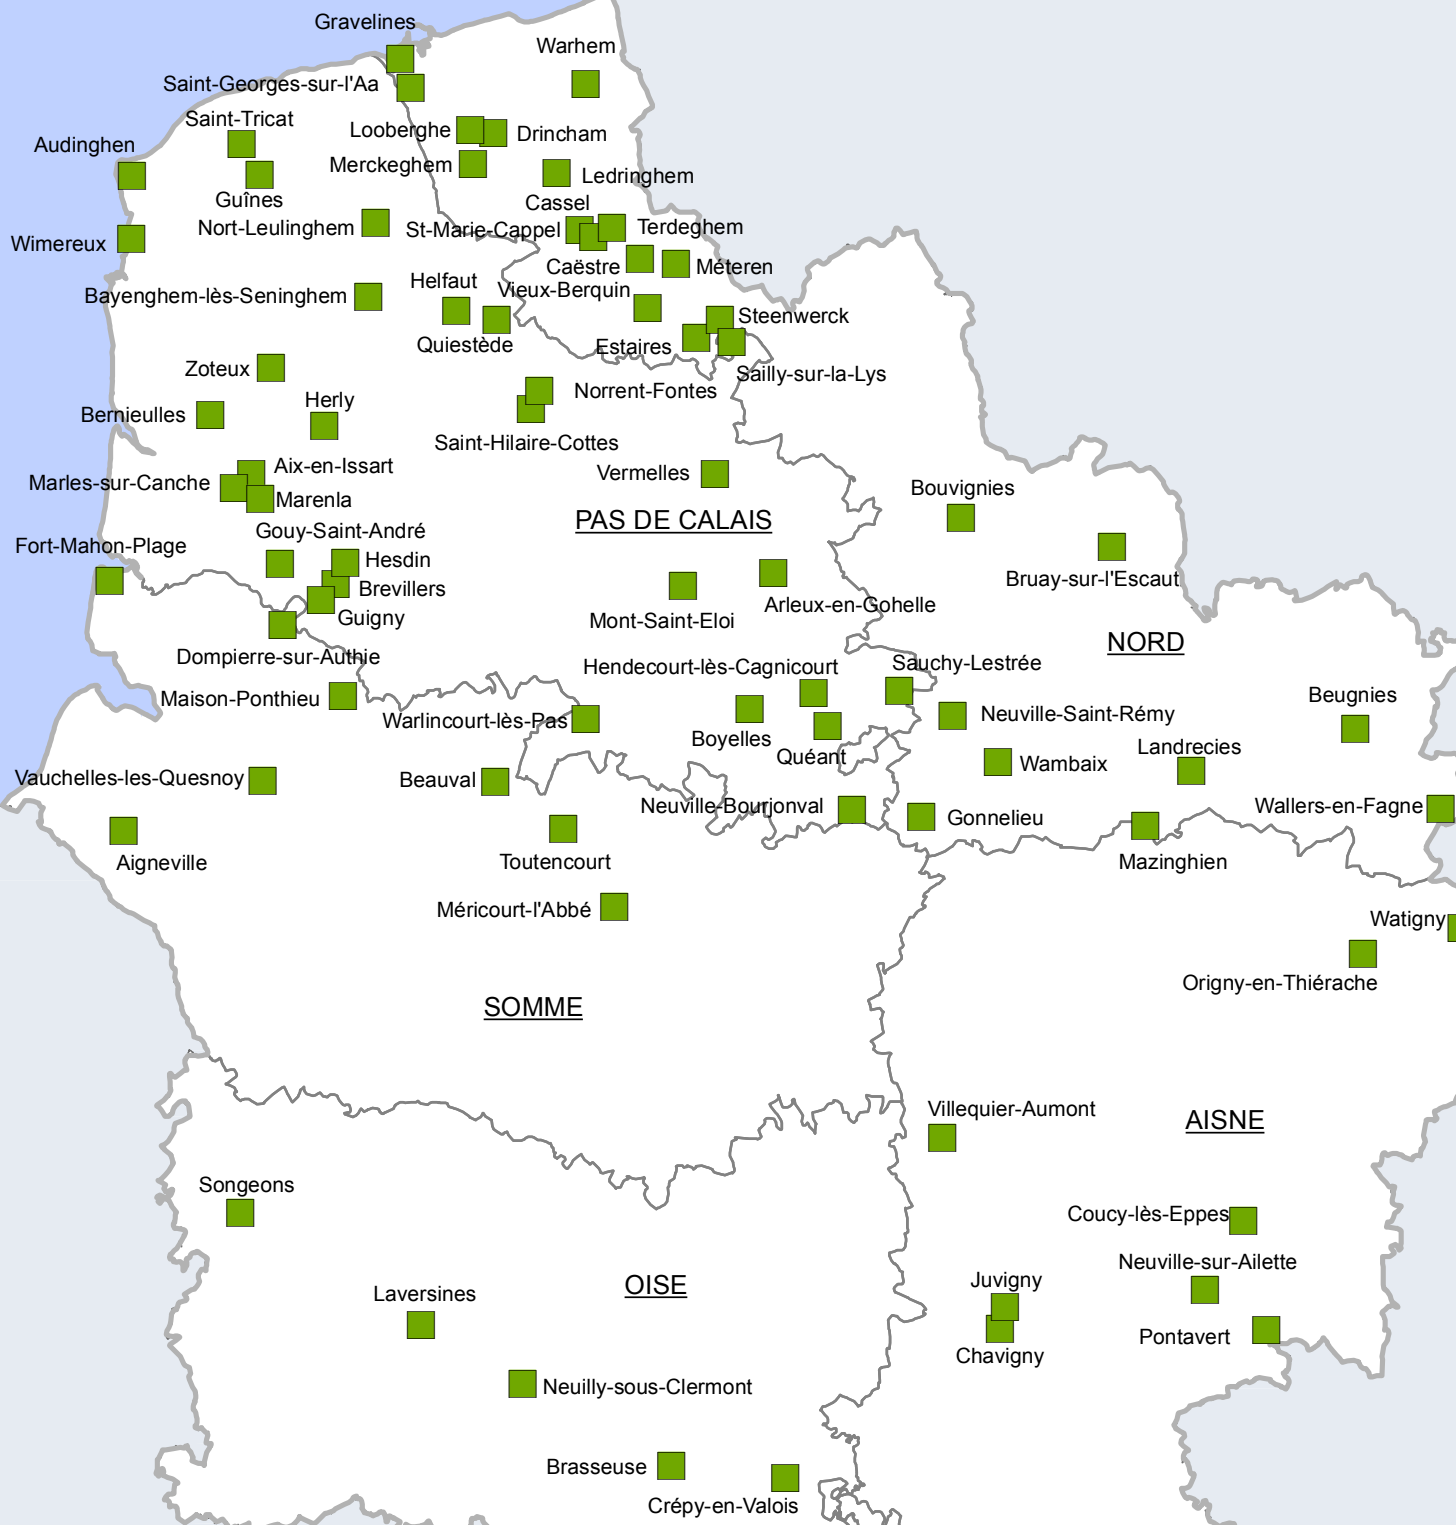 Gravelines
Warhem
Saint-Georges-sur-l'Aa
Saint-Tricat
Looberghe
Drincham
Audinghen
Merckeghem
Ledringhem
Guînes
Cassel
Nort-Leulinghem
St-Marie-Cappel
Terdeghem
Wimereux
Caëstre
Méteren
Helfaut
Vieux-Berquin
Bayenghem-lès-Seninghem
Steenwerck
Quiestède
Estaires
Zoteux
Sailly-sur-la-Lys
Norrent-Fontes
Herly
Bernieulles
Saint-Hilaire-Cottes
Aix-en-Issart
Vermelles
Marles-sur-Canche
Marenla
Bouvignies
PAS DE CALAIS
Gouy-Saint-André
Fort-Mahon-Plage
Hesdin
Bruay-sur-l'Escaut
Brevillers
Arleux-en-Gohelle
Guigny
Mont-Saint-Eloi
NORD
Dompierre-sur-Authie
Hendecourt-lès-Cagnicourt
Sauchy-Lestrée
Maison-Ponthieu
Beugnies
Warlincourt-lès-Pas
Neuville-Saint-Rémy
Boyelles
Landrecies
Quéant
Wambaix
Vauchelles-les-Quesnoy
Beauval
Neuville-Bourjonval
Wallers-en-Fagne
Gonnelieu
Aigneville
Toutencourt
Mazinghien
Méricourt-l'Abbé
Watigny
Origny-en-Thiérache
SOMME
Villequier-Aumont
AISNE
Songeons
Coucy-lès-Eppes
Neuville-sur-Ailette
Juvigny
OISE
Laversines
Pontavert
Chavigny
Neuilly-sous-Clermont
Brasseuse
Crépy-en-Valois